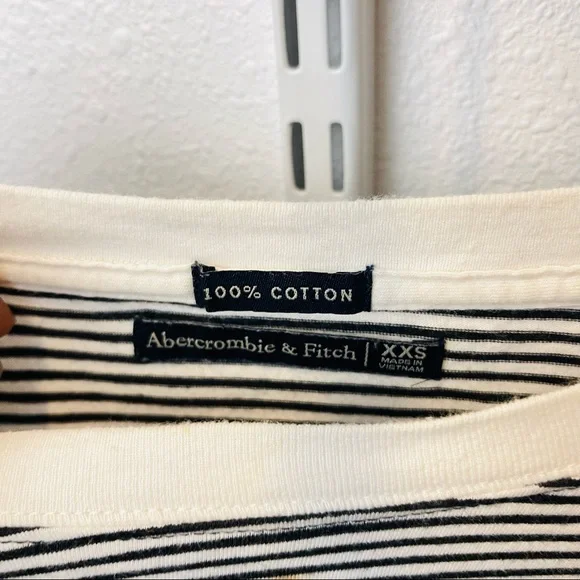 100% COTTON
Abercrombie & Fitch | XXS
MADE IN
VIETNAM